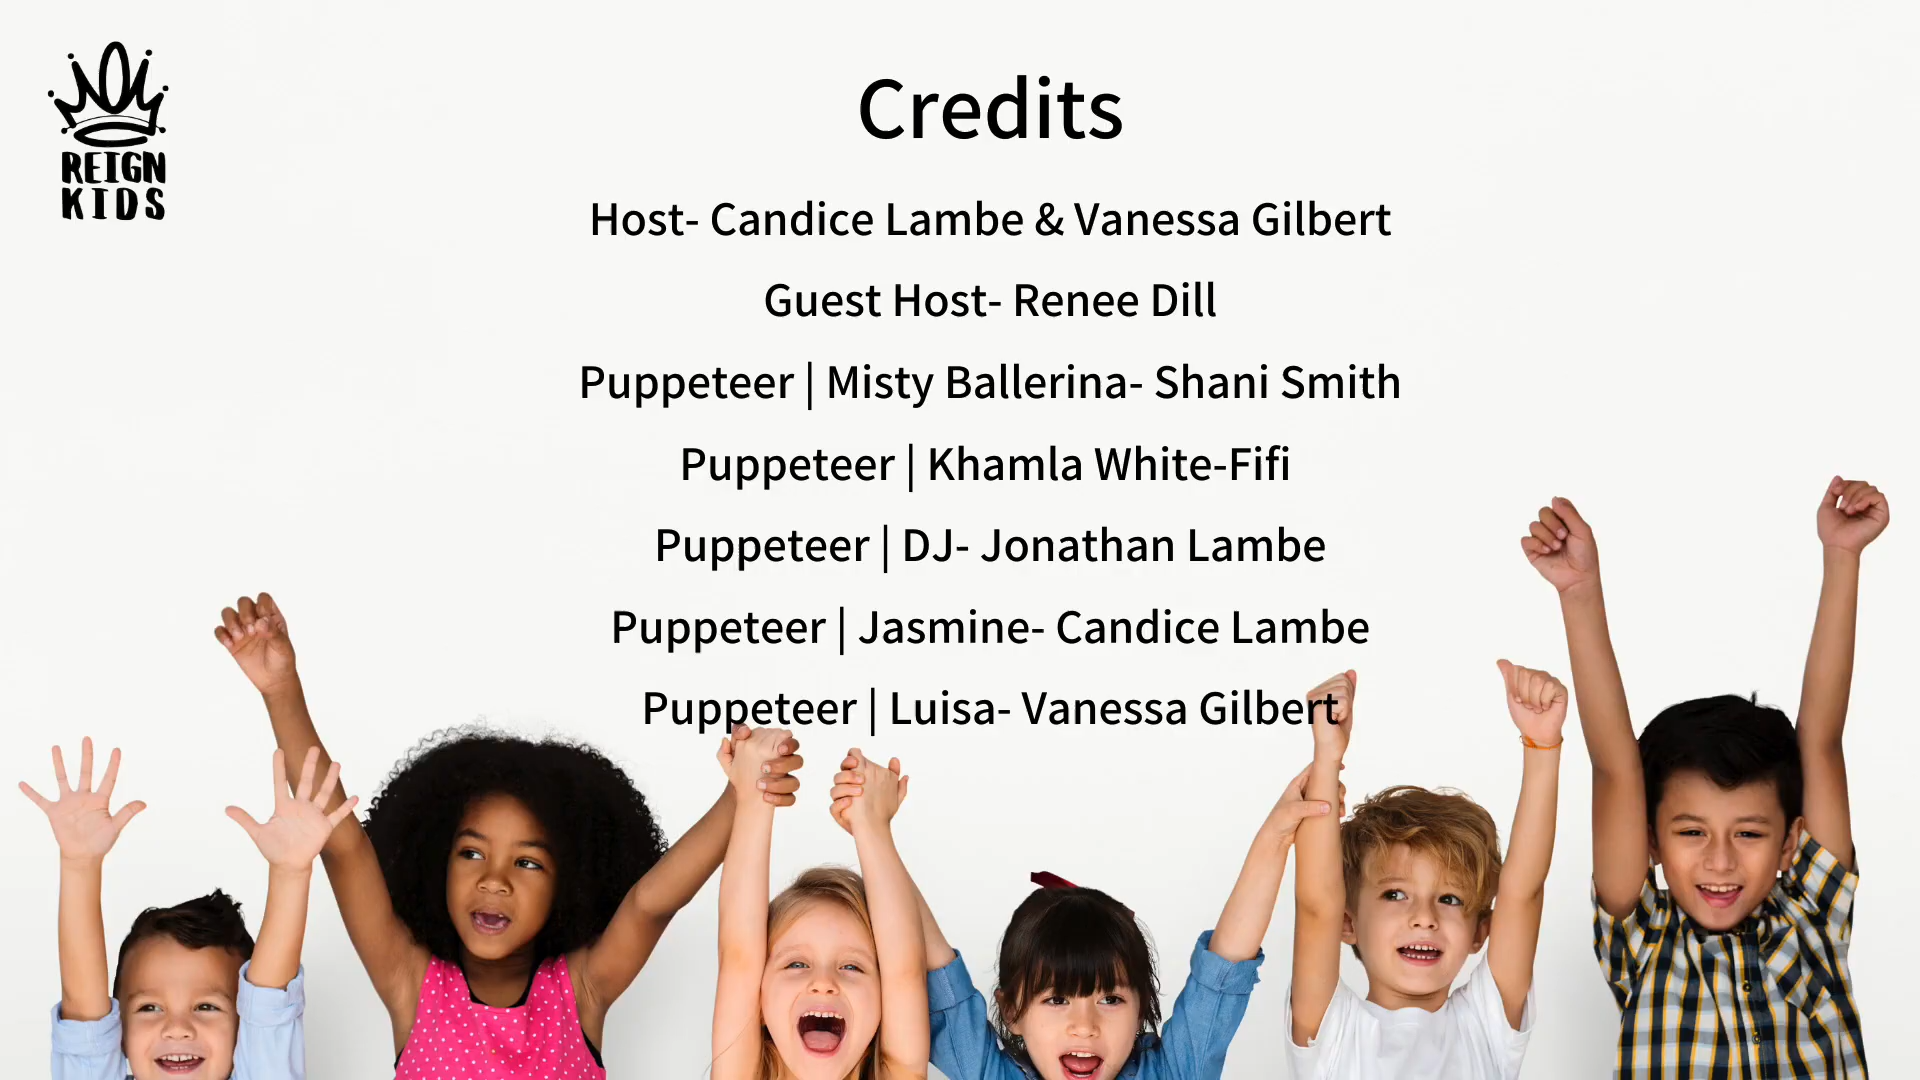 REIGN
KIDS
Credits
Host- Candice Lambe & Vanessa Gilbert
Guest Host- Renee Dill
Puppeteer | Misty Ballerina- Shani Smith
Puppeteer | Khamla White-Fifi
Puppeteer | DJ- Jonathan Lambe
Puppeteer | Jasmine- Candice Lambe
Puppeteer | Luisa- Vanessa Gilbert